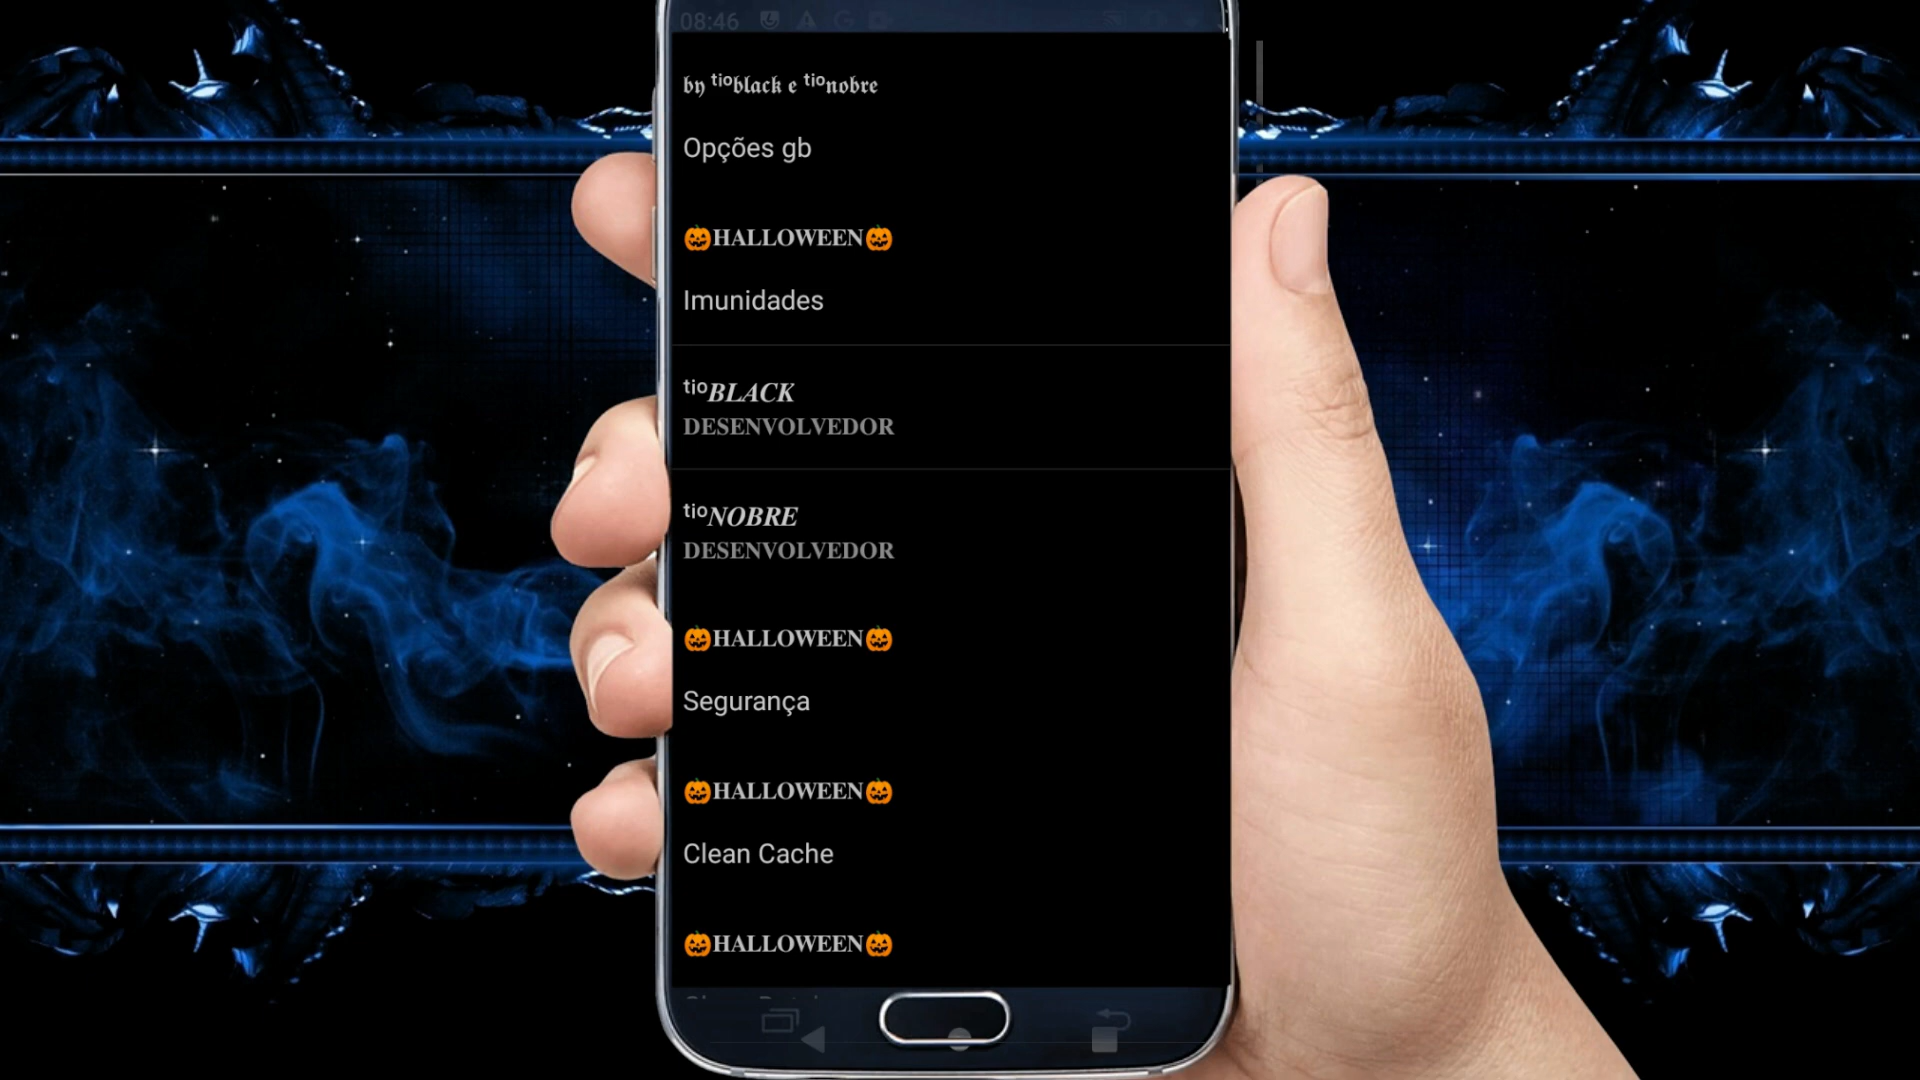 08:46
by ᵗⁱᵒblack e ᵗⁱᵒnobre
Opções gb
🎃HALLOWEEN🎃
Imunidades
ᵗⁱᵒBLACK
DESENVOLVEDOR
ᵗⁱᵒNOBRE
DESENVOLVEDOR
🎃HALLOWEEN🎃
Segurança
🎃HALLOWEEN🎃
Clean Cache
🎃HALLOWEEN🎃